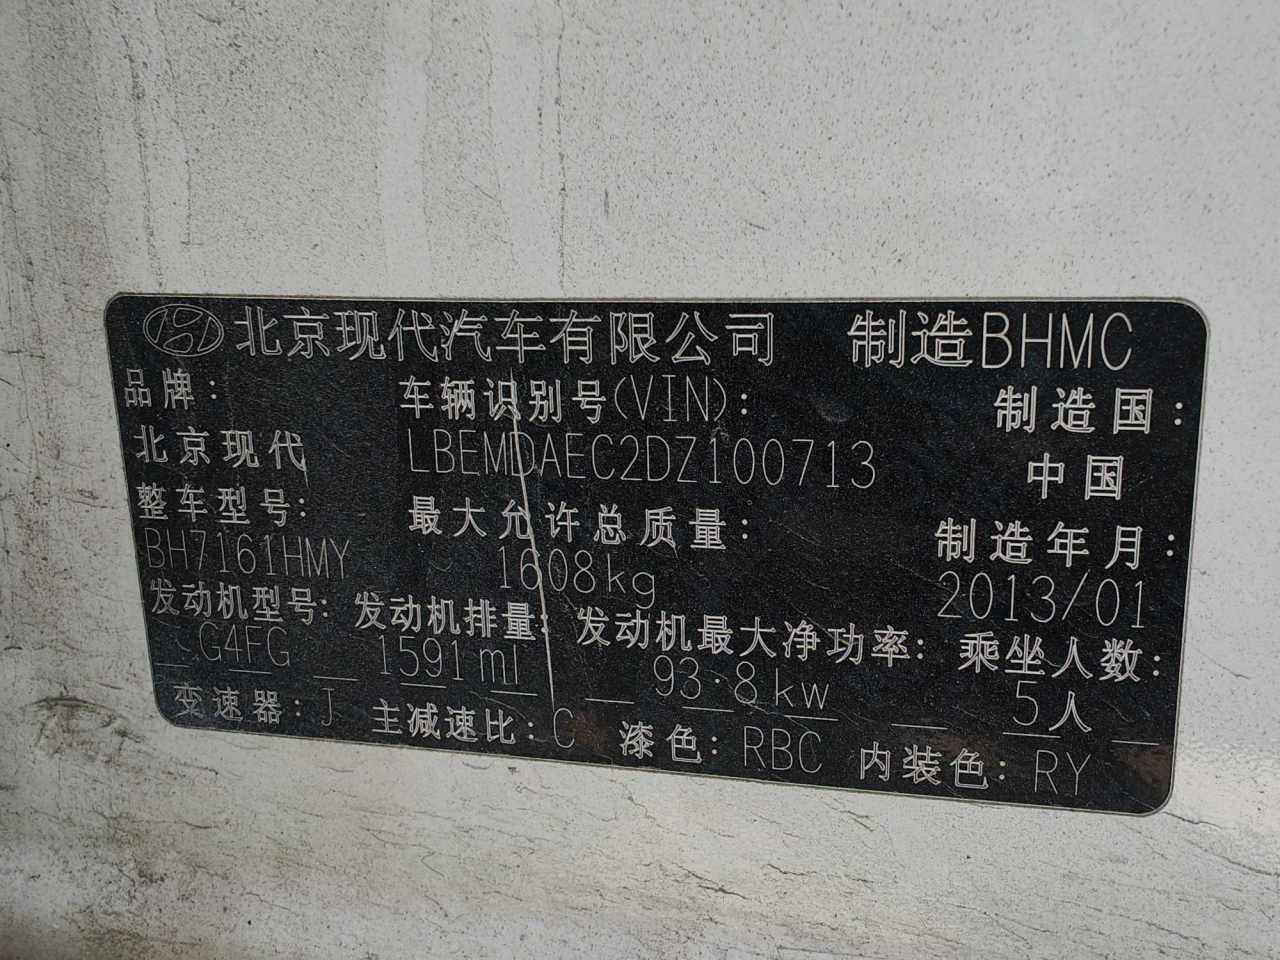 北京现代汽车有限公司 制造BHMC
品牌: 车辆识别号(VIN): 制造国:
北京现代 LBEMDAEC2DZ100713 中国
整车型号: 最大允许总质量: 制造年月:
BH7161HMY 1608kg 2013/01
发动机型号: 发动机排量: 发动机最大净功率: 乘坐人数:
G4FG 1591ml 93.8kw 5人
变速器: J 主减速比: C 漆色: RBC 内装色: RY